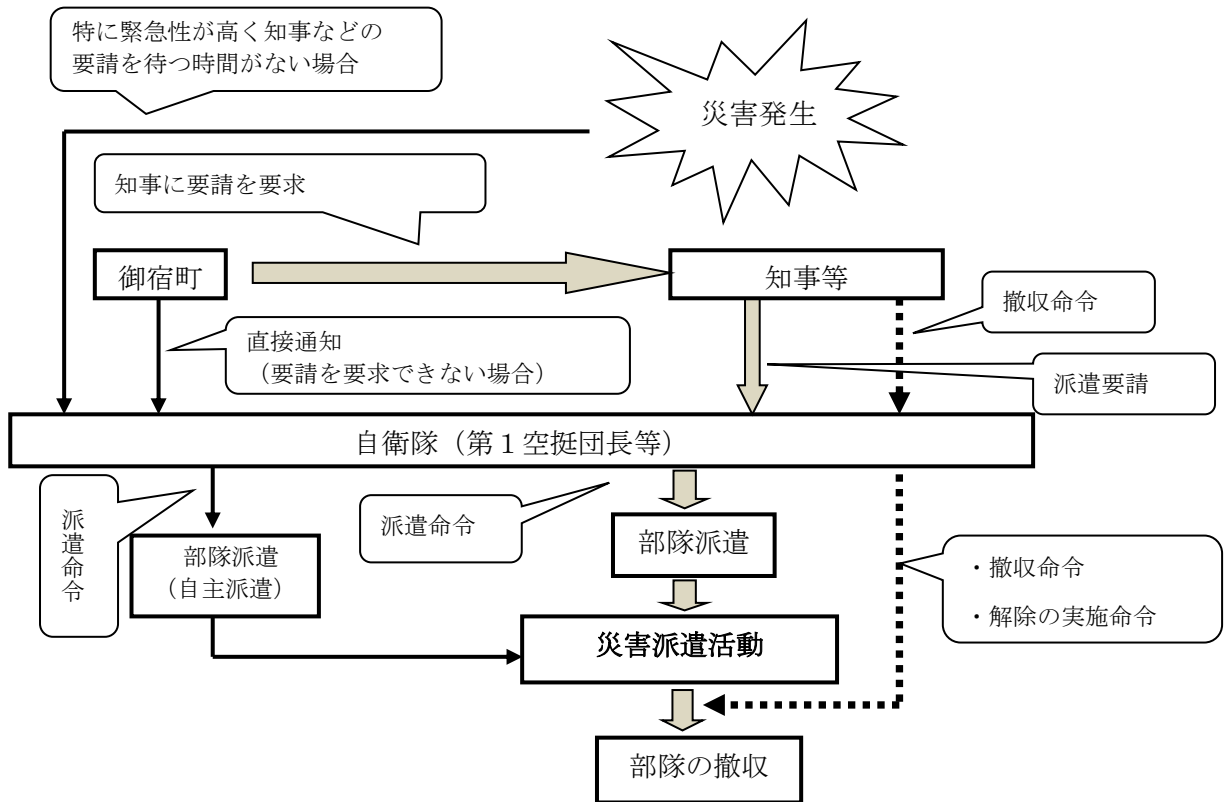 特に緊急性が高く知事などの
要請を待つ時間がない場合
災害発生
知事に要請を要求
御宿町
知事等
撤収命令
直接通知
（要請を要求できない場合）
派遣要請
自衛隊（第１空挺団長等）
派遣命令
派遣命令
部隊派遣
部隊派遣
（自主派遣）
・撤収命令
・解除の実施命令
災害派遣活動
部隊の撤収